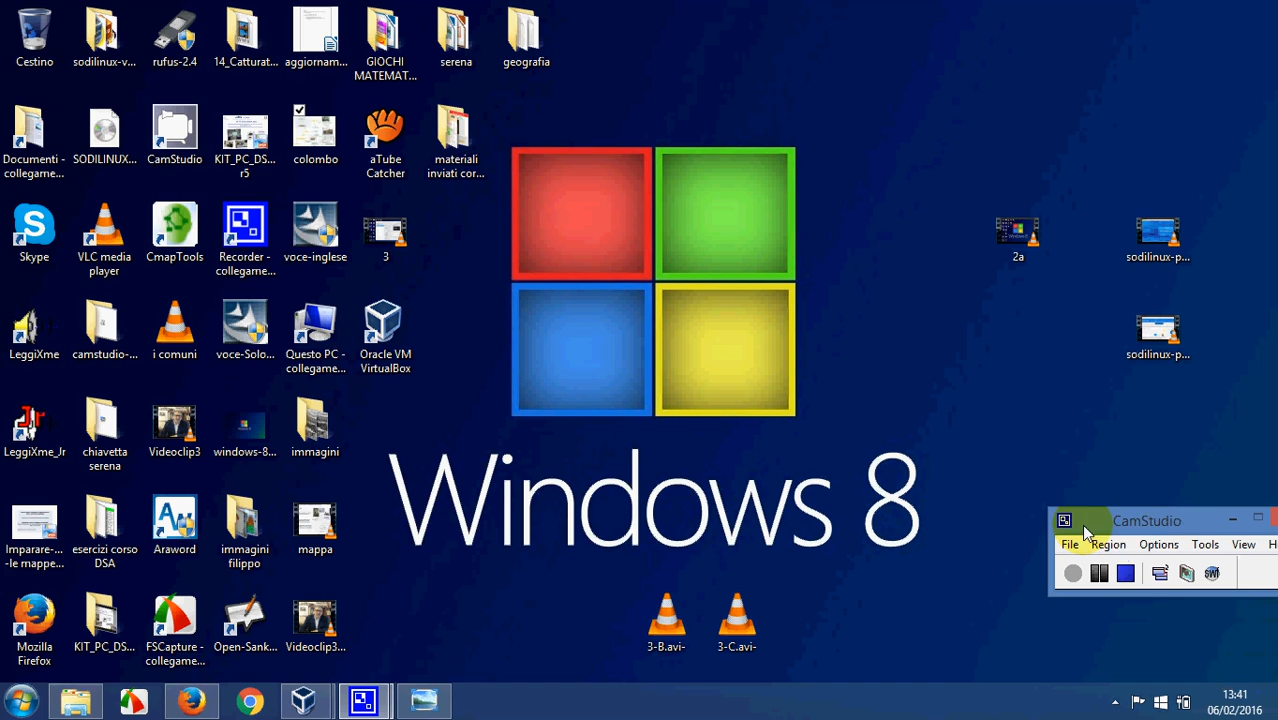 Cestino
sodilinux-v...
rufus-2.4
14_Catturat...
aggiornam...
GIOCHI
MATEMAT...
serena
geografia
Documenti -
collegame...
SODILINUX...
CamStudio
KIT_PC_DS...
r5
colombo
aTube
Catcher
materiali
inviati cor...
Skype
VLC media
player
CmapTools
Recorder -
collegame...
voce-inglese
3
2a
sodilinux-p...
LeggiXme
camstudio-...
i comuni
voce-Solo...
Questo PC -
collegame...
Oracle VM
VirtualBox
sodilinux-p...
LeggiXme_Jr
chiavetta
serena
Videoclip3
windows-8...
immagini
Windows 8
Imparare-...
-le mappe...
esercizi corso
DSA
Araword
immagini
filippo
mappa
CamStudio
File Region Options Tools View H
Mozilla
Firefox
KIT_PC_DS...
FSCapture -
collegame...
Open-Sank...
Videoclip3...
3-B.avi-
3-C.avi-
13:41
06/02/2016